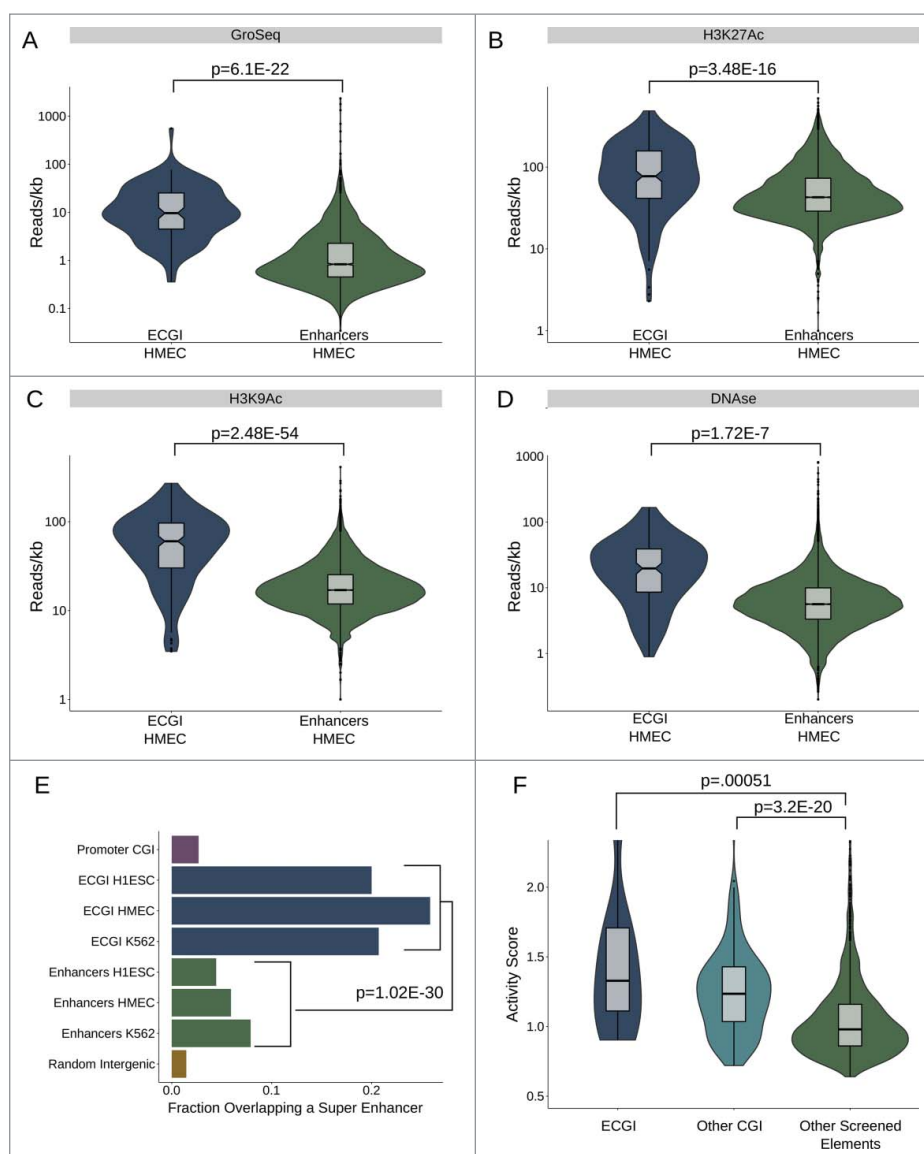 A
GroSeq
p=6.1E-22
Reads/kb
1000
100
10
1
0.1
ECGI
HMEC
Enhancers
HMEC
B
H3K27Ac
p=3.48E-16
Reads/kb
100
10
1
ECGI
HMEC
Enhancers
HMEC
C
H3K9Ac
p=2.48E-54
Reads/kb
100
10
1
ECGI
HMEC
Enhancers
HMEC
D
DNAse
p=1.72E-7
Reads/kb
1000
100
10
1
ECGI
HMEC
Enhancers
HMEC
E
Promoter CGI
ECGI H1ESC
ECGI HMEC
ECGI K562
Enhancers H1ESC
Enhancers HMEC
Enhancers K562
Random Intergenic
p=1.02E-30
0.0 0.1 0.2
Fraction Overlapping a Super Enhancer
F
p=.00051
p=3.2E-20
Activity Score
2.0
1.5
1.0
0.5
ECGI
Other CGI
Other Screened
Elements